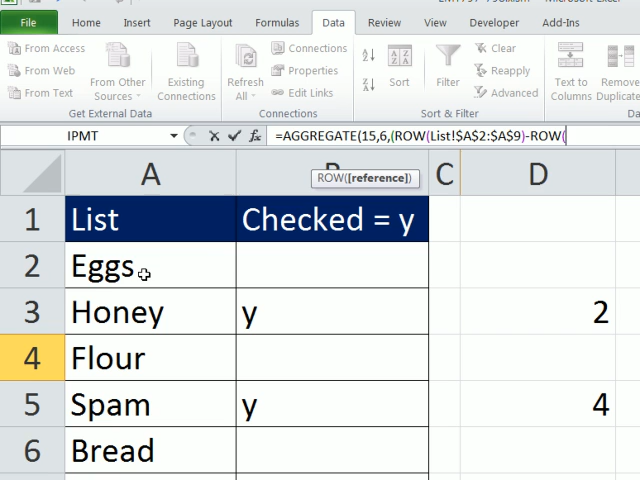 File Home Insert Page Layout Formulas Data Review View Developer Add-Ins
From Access
From Web
From Text
From Other
Sources
Existing
Connections
Get External Data
Refresh
All
Connections
Properties
Edit Links
Connections
Sort
Filter
Clear
Reapply
Advanced
Sort & Filter
Text to
Columns
Remove
IPMT
=AGGREGATE(15,6,(ROW(List!$A$2:$A$9)-ROW(
ROW([reference])
A C D
1 List Checked = y
2 Eggs
3 Honey y 2
4 Flour
5 Spam y 4
6 Bread